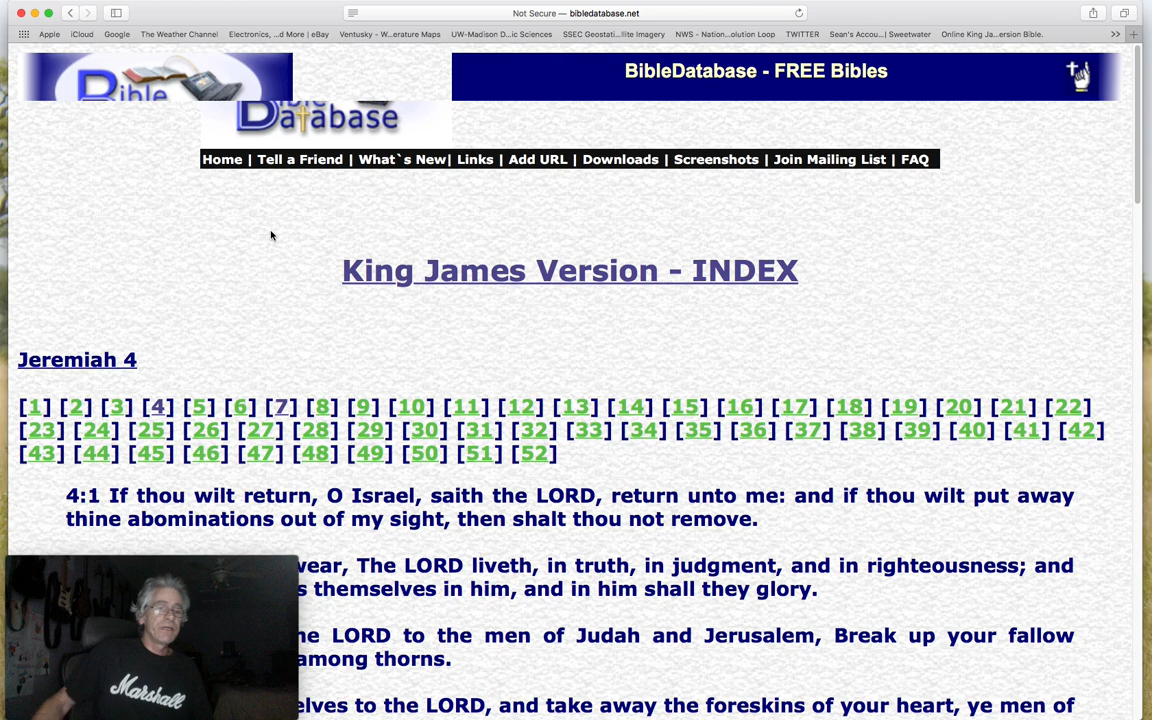 Not Secure — bibledatabase.net
Apple iCloud Google The Weather Channel Electronics, ...d More | eBay Ventusky - W...erature Maps UW-Madison D...ic Sciences SSEC Geostati...llite Imagery NWS - Nation...olution Loop TWITTER Sean's Accou...| Sweetwater Online King Ja...ersion Bible.
Bible
BibleDatabase - FREE Bibles
Database
Home | Tell a Friend | What`s New| Links | Add URL | Downloads | Screenshots | Join Mailing List | FAQ
King James Version - INDEX
Jeremiah 4
[1] [2] [3] [4] [5] [6] [7] [8] [9] [10] [11] [12] [13] [14] [15] [16] [17] [18] [19] [20] [21] [22]
[23] [24] [25] [26] [27] [28] [29] [30] [31] [32] [33] [34] [35] [36] [37] [38] [39] [40] [41] [42]
[43] [44] [45] [46] [47] [48] [49] [50] [51] [52]
4:1 If thou wilt return, O Israel, saith the LORD, return unto me: and if thou wilt put away
thine abominations out of my sight, then shalt thou not remove.
wear, The LORD liveth, in truth, in judgment, and in righteousness; and
s themselves in him, and in him shall they glory.
he LORD to the men of Judah and Jerusalem, Break up your fallow
among thorns.
elves to the LORD, and take away the foreskins of your heart, ye men of
Marshall